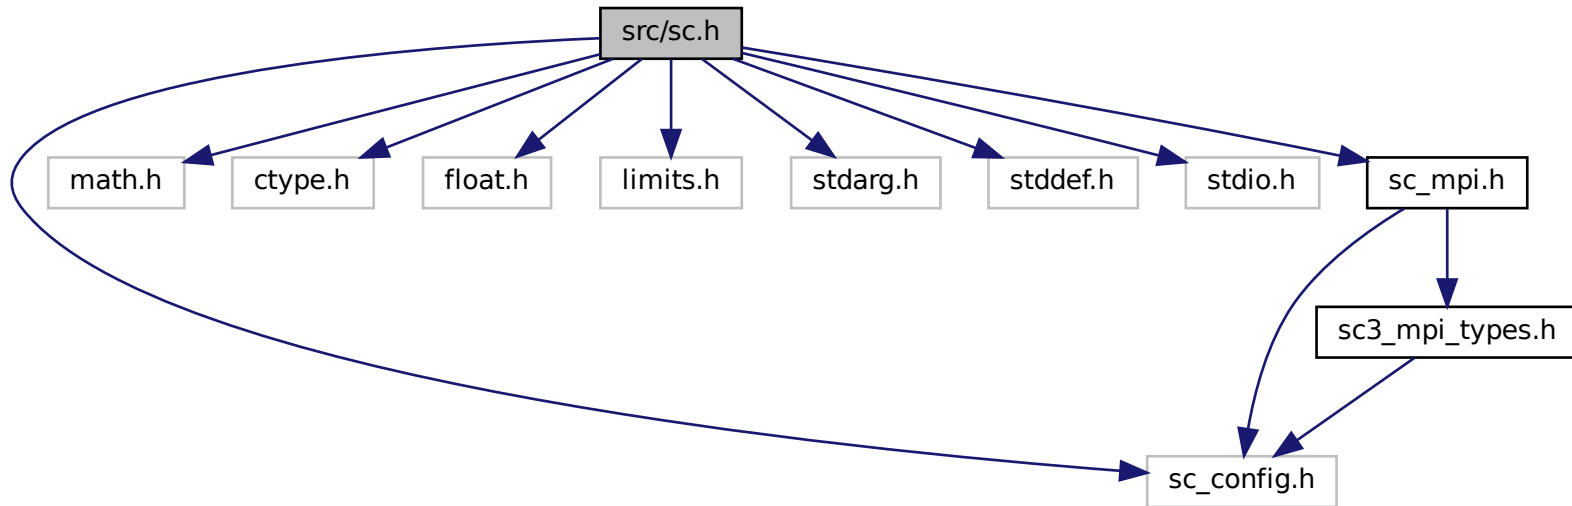 src/sc.h
math.h
ctype.h
float.h
limits.h
stdarg.h
stddef.h
stdio.h
sc_mpi.h
sc3_mpi_types.h
sc_config.h